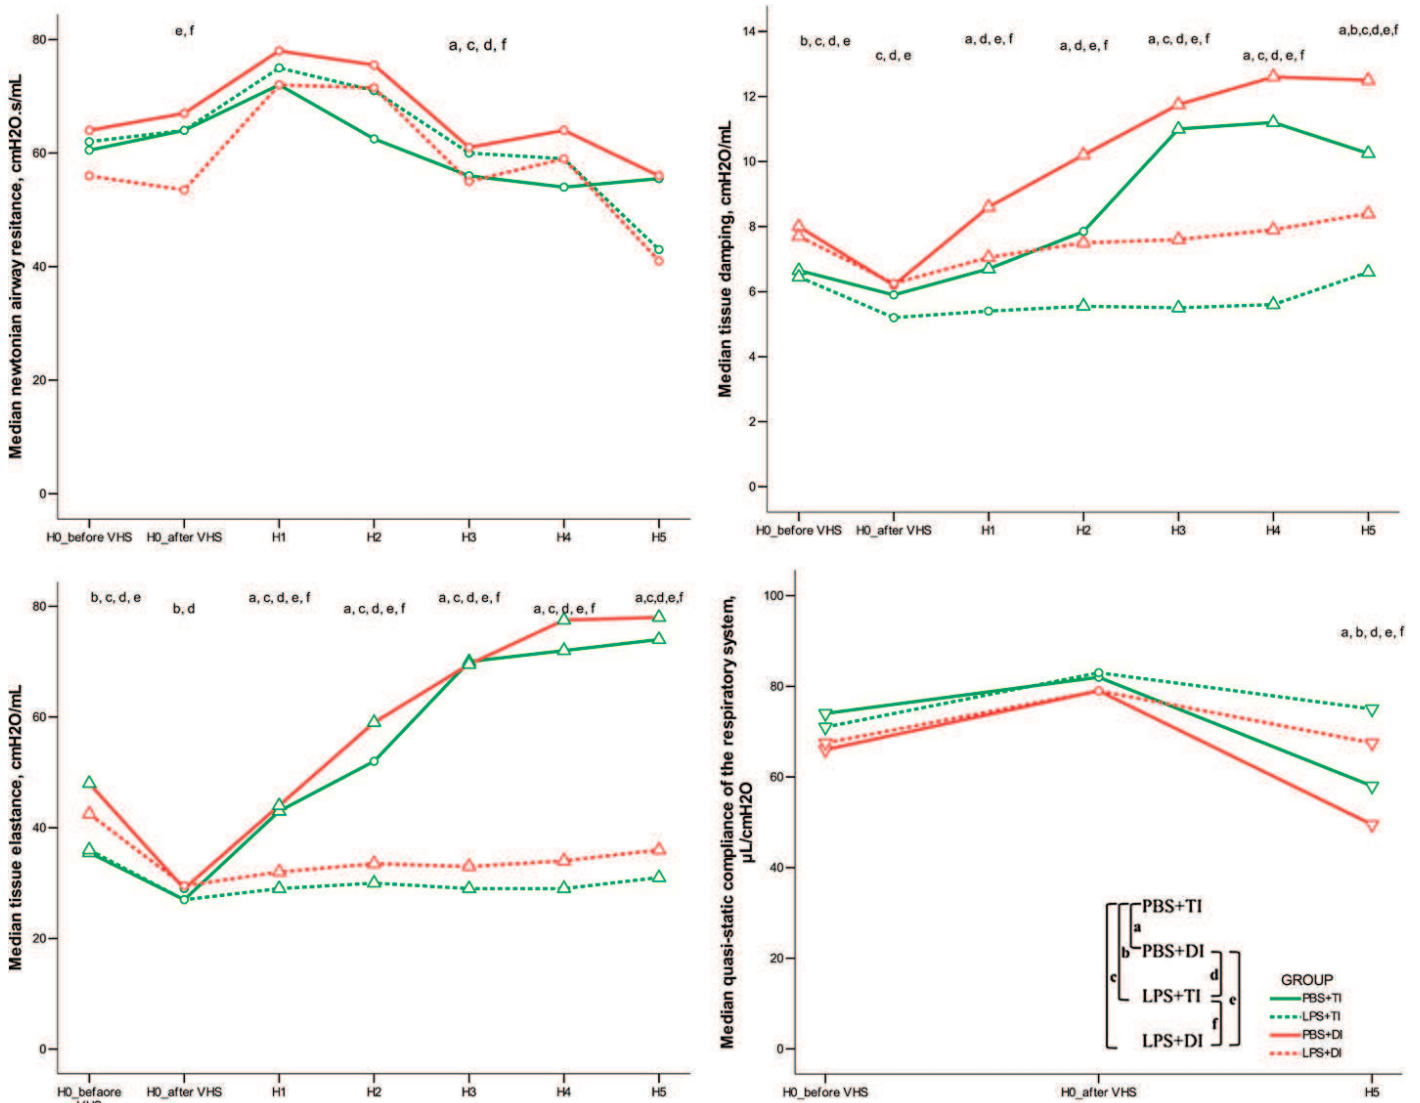 Median newtonian airway resitance, cmH2O.s/mL
80
60
40
20
0
e, f
a, c, d, f
H0_before VHS H0_after VHS H1 H2 H3 H4 H5
Median tissue damping, cmH2O/mL
14
12
10
8
6
4
2
0
b, c, d, e
c, d, e
a, d, e, f
a, d, e, f
a, c, d, e, f
a, c, d, e, f
a,b,c,d,e,f
H0_before VHS H0_after VHS H1 H2 H3 H4 H5
Median tissue elastance, cmH2O/mL
80
60
40
20
0
b, c, d, e
b, d
a, c, d, e, f
a, c, d, e, f
a, c, d, e, f
a, c, d, e, f
a,c,d,e,f
H0_befaore H0_after VHS H1 H2 H3 H4 H5
VHS
Median quasi-static compliance of the respiratory system,
µL/cmH2O
100
80
60
40
20
0
a, b, d, e, f
PBS+TI
a
b PBS+DI
c d e
LPS+TI
f
LPS+DI
GROUP
PBS+TI
LPS+TI
PBS+DI
LPS+DI
H0_before VHS H0_after VHS H5